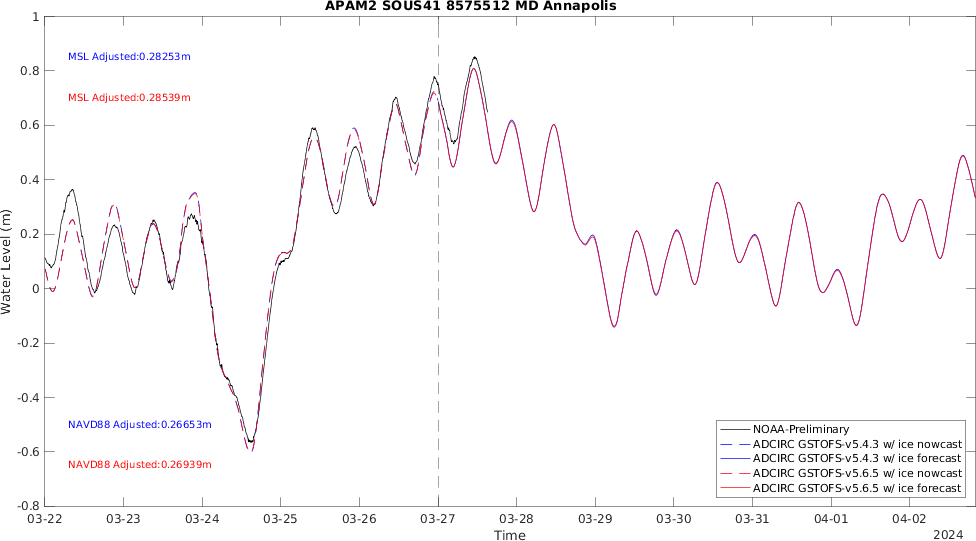 APAM2 SOUS41 8575512 MD Annapolis
1
0.8
0.6
0.4
0.2
0
-0.2
-0.4
-0.6
-0.8
Water Level (m)
MSL Adjusted:0.28253m
MSL Adjusted:0.28539m
NAVD88 Adjusted:0.26653m
NAVD88 Adjusted:0.26939m
NOAA-Preliminary
ADCIRC GSTOFS-v5.4.3 w/ ice nowcast
ADCIRC GSTOFS-v5.4.3 w/ ice forecast
ADCIRC GSTOFS-v5.6.5 w/ ice nowcast
ADCIRC GSTOFS-v5.6.5 w/ ice forecast
03-22 03-23 03-24 03-25 03-26 03-27 03-28 03-29 03-30 03-31 04-01 04-02
Time
2024